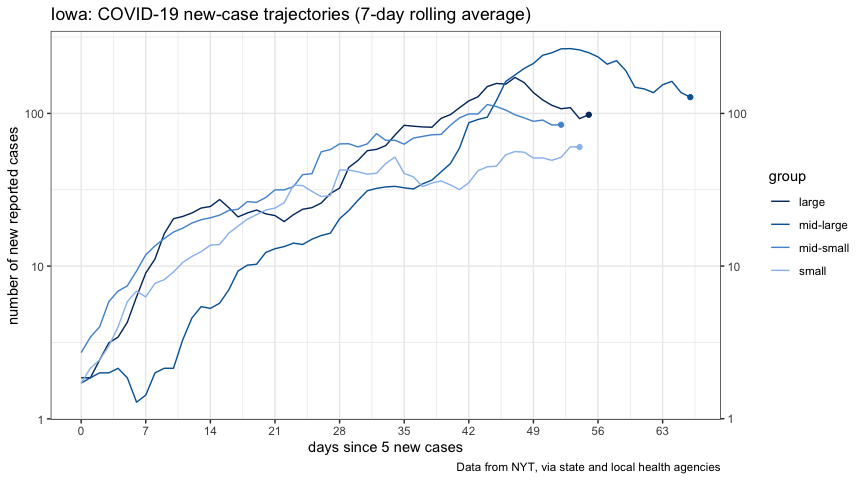 Iowa: COVID-19 new-case trajectories (7-day rolling average)
number of new reported cases
100
10
1
100
10
1
0 7 14 21 28 35 42 49 56 63
days since 5 new cases
group
large
mid-large
mid-small
small
Data from NYT, via state and local health agencies